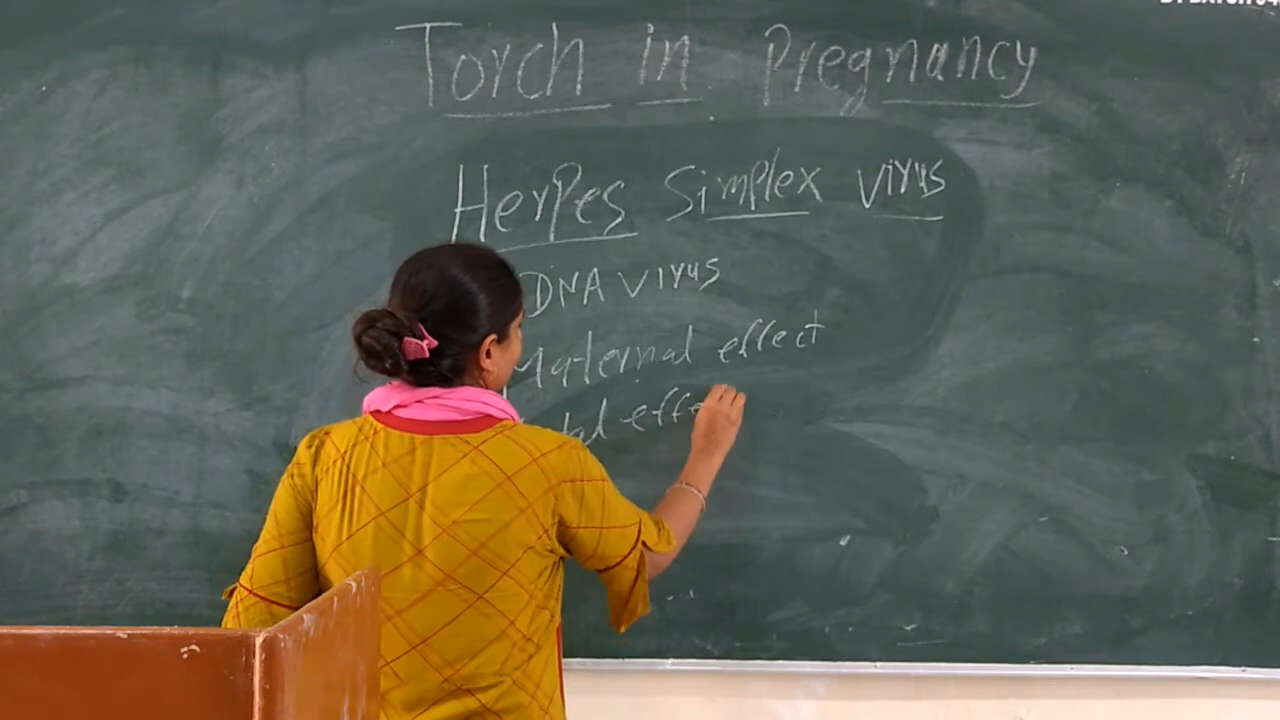 Torch in Pregnancy
Herpes Simplex virus
DNA virus
Maternal effect